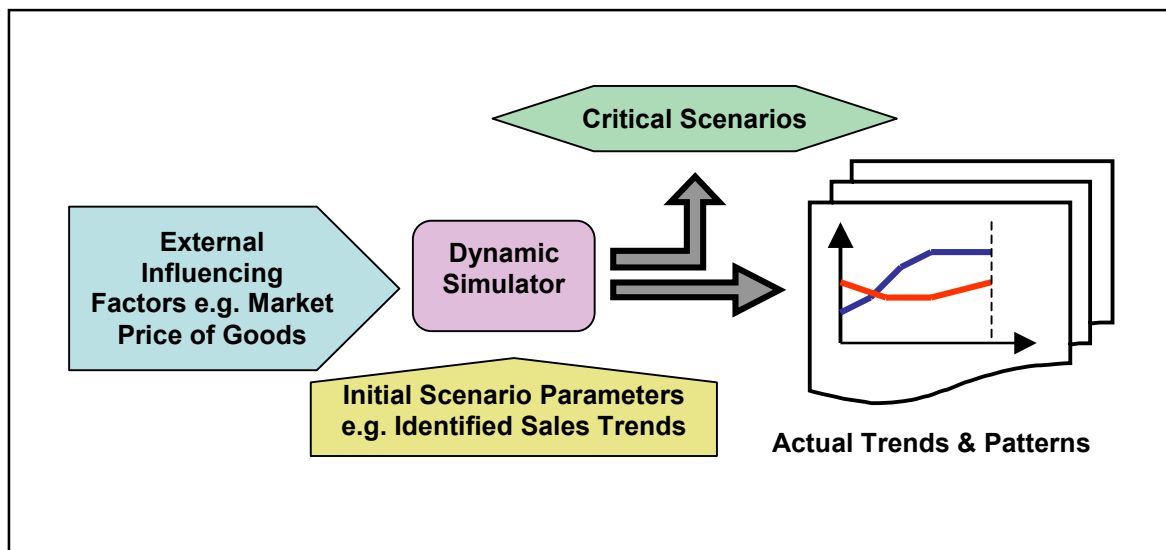 Critical Scenarios
External
Influencing
Factors e.g. Market
Price of Goods
Dynamic
Simulator
Initial Scenario Parameters
e.g. Identified Sales Trends
Actual Trends & Patterns